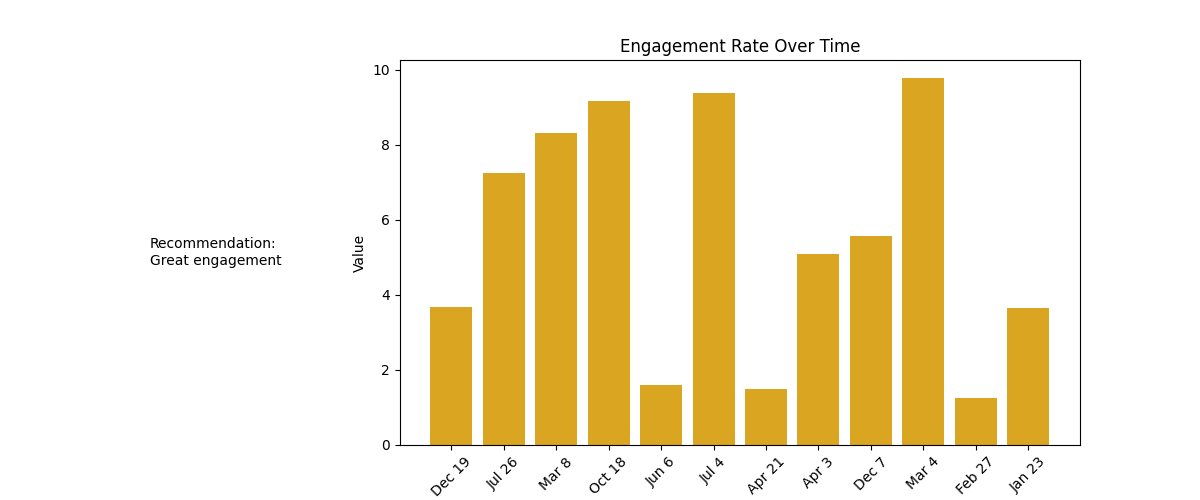 Engagement Rate Over Time
Recommendation:
Great engagement
Value
10
8
6
4
2
0
Dec 19
Jul 26
Mar 8
Oct 18
Jun 6
Jul 4
Apr 21
Apr 3
Dec 7
Mar 4
Feb 27
Jan 23